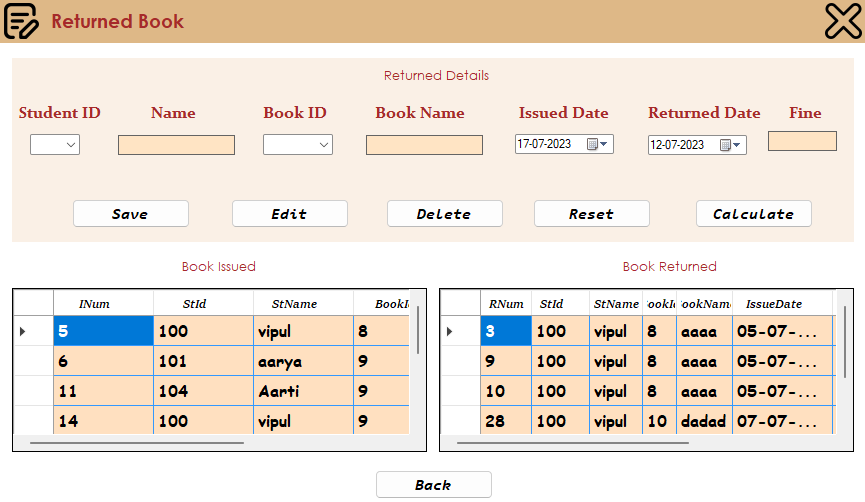 Returned Book
Returned Details
Student ID Name Book ID Book Name Issued Date Returned Date Fine
17-07-2023 12-07-2023
Save Edit Delete Reset Calculate
Book Issued Book Returned
INum StId StName BookId RNum StId StName BookId BookName IssueDate
5 100 vipul 8 3 100 vipul 8 aaaa 05-07-...
6 101 aarya 9 9 100 vipul 8 aaaa 05-07-...
11 104 Aarti 9 10 100 vipul 8 aaaa 05-07-...
14 100 vipul 9 28 100 vipul 10 dadad 07-07-...
Back